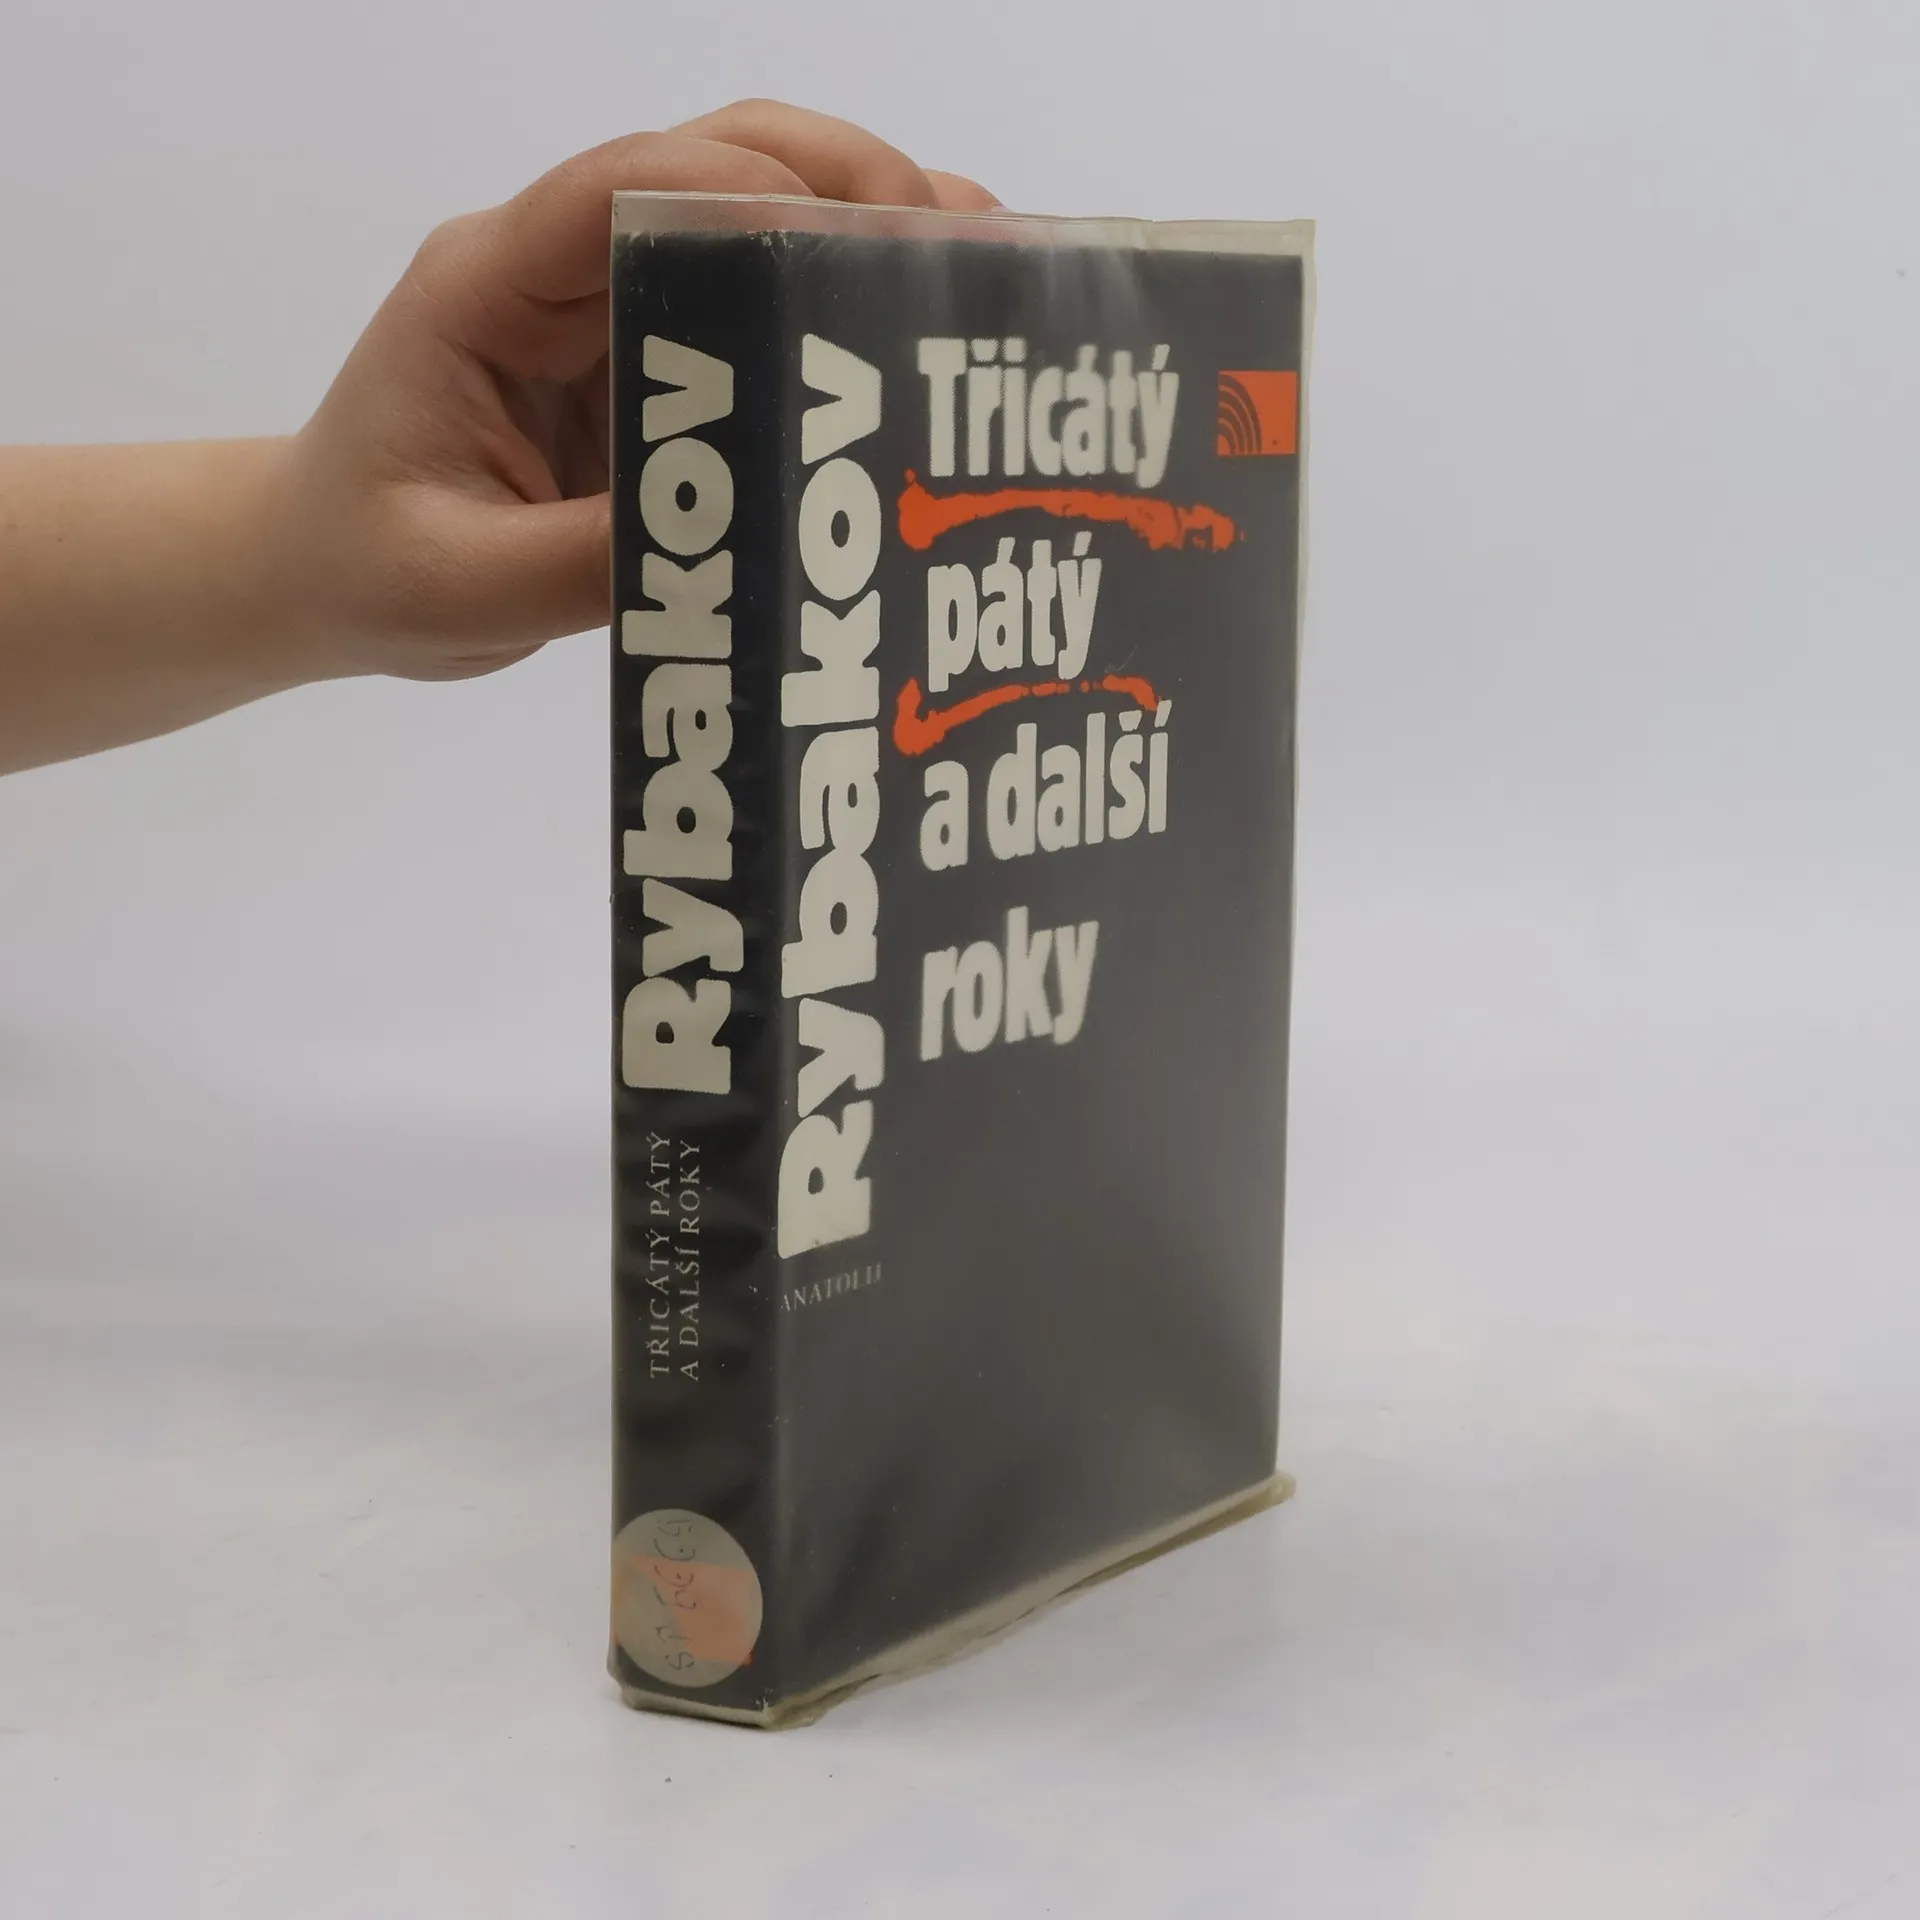 Rybakov
TŘICÁTÝ PÁTÝ
A DALŠÍ ROKY
Rybakov
ANATOLIJ
Třicátý
pátý
a další
roky